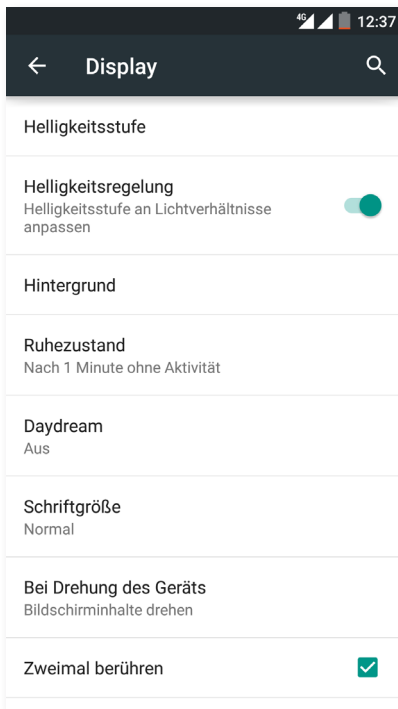 4G 12:37
Display
Helligkeitsstufe
Helligkeitsregelung
Helligkeitsstufe an Lichtverhältnisse
anpassen
Hintergrund
Ruhezustand
Nach 1 Minute ohne Aktivität
Daydream
Aus
Schriftgröße
Normal
Bei Drehung des Geräts
Bildschirminhalte drehen
Zweimal berühren